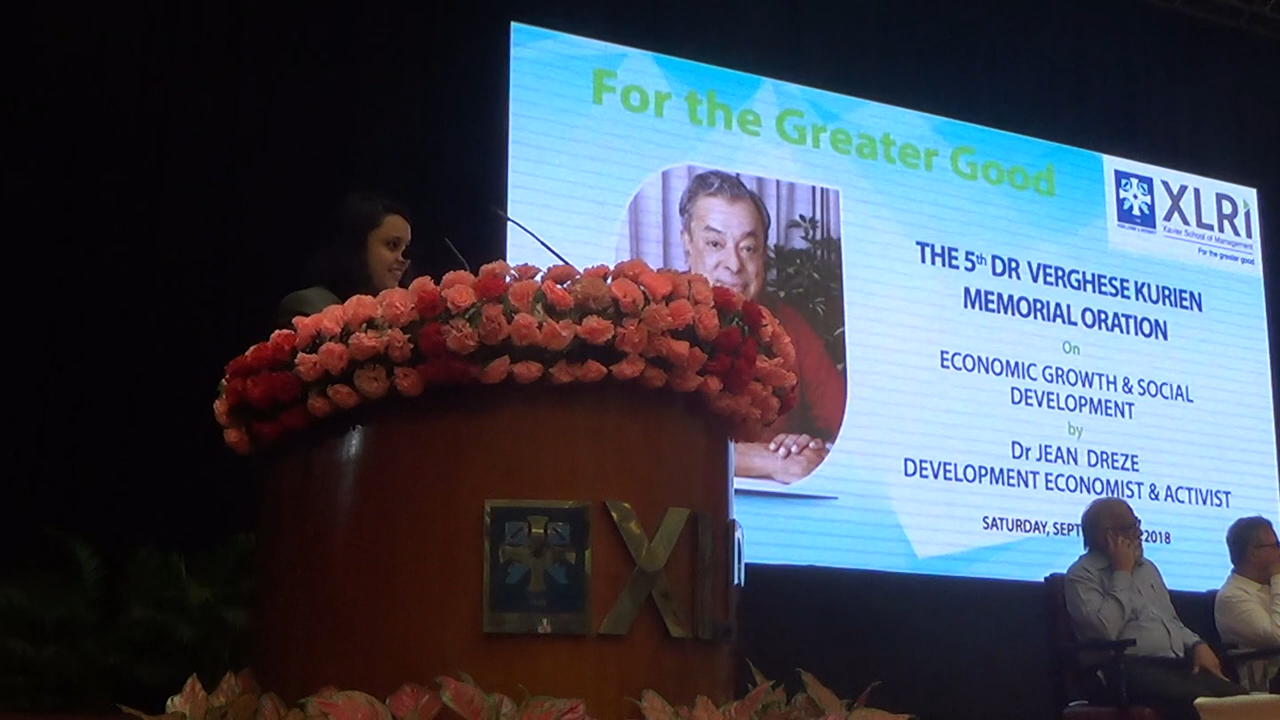 For the Greater Good
XLRi
Xavier School of Management
For the greater good
THE 5th DR VERGHESE KURIEN
MEMORIAL ORATION
On
ECONOMIC GROWTH & SOCIAL
DEVELOPMENT
by
Dr JEAN DREZE
DEVELOPMENT ECONOMIST & ACTIVIST
SATURDAY, 2018
XL